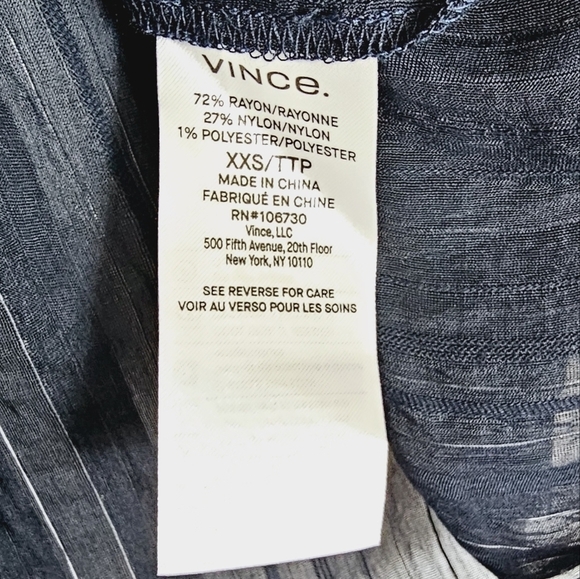 VINCe.
72% RAYON/RAYONNE
27% NYLON/NYLON
1% POLYESTER/POLYESTER
XXS/TTP
MADE IN CHINA
FABRIQUÉ EN CHINE
RN#106730
Vince, LLC
500 Fifth Avenue, 20th Floor
New York, NY 10110
SEE REVERSE FOR CARE
VOIR AU VERSO POUR LES SOINS